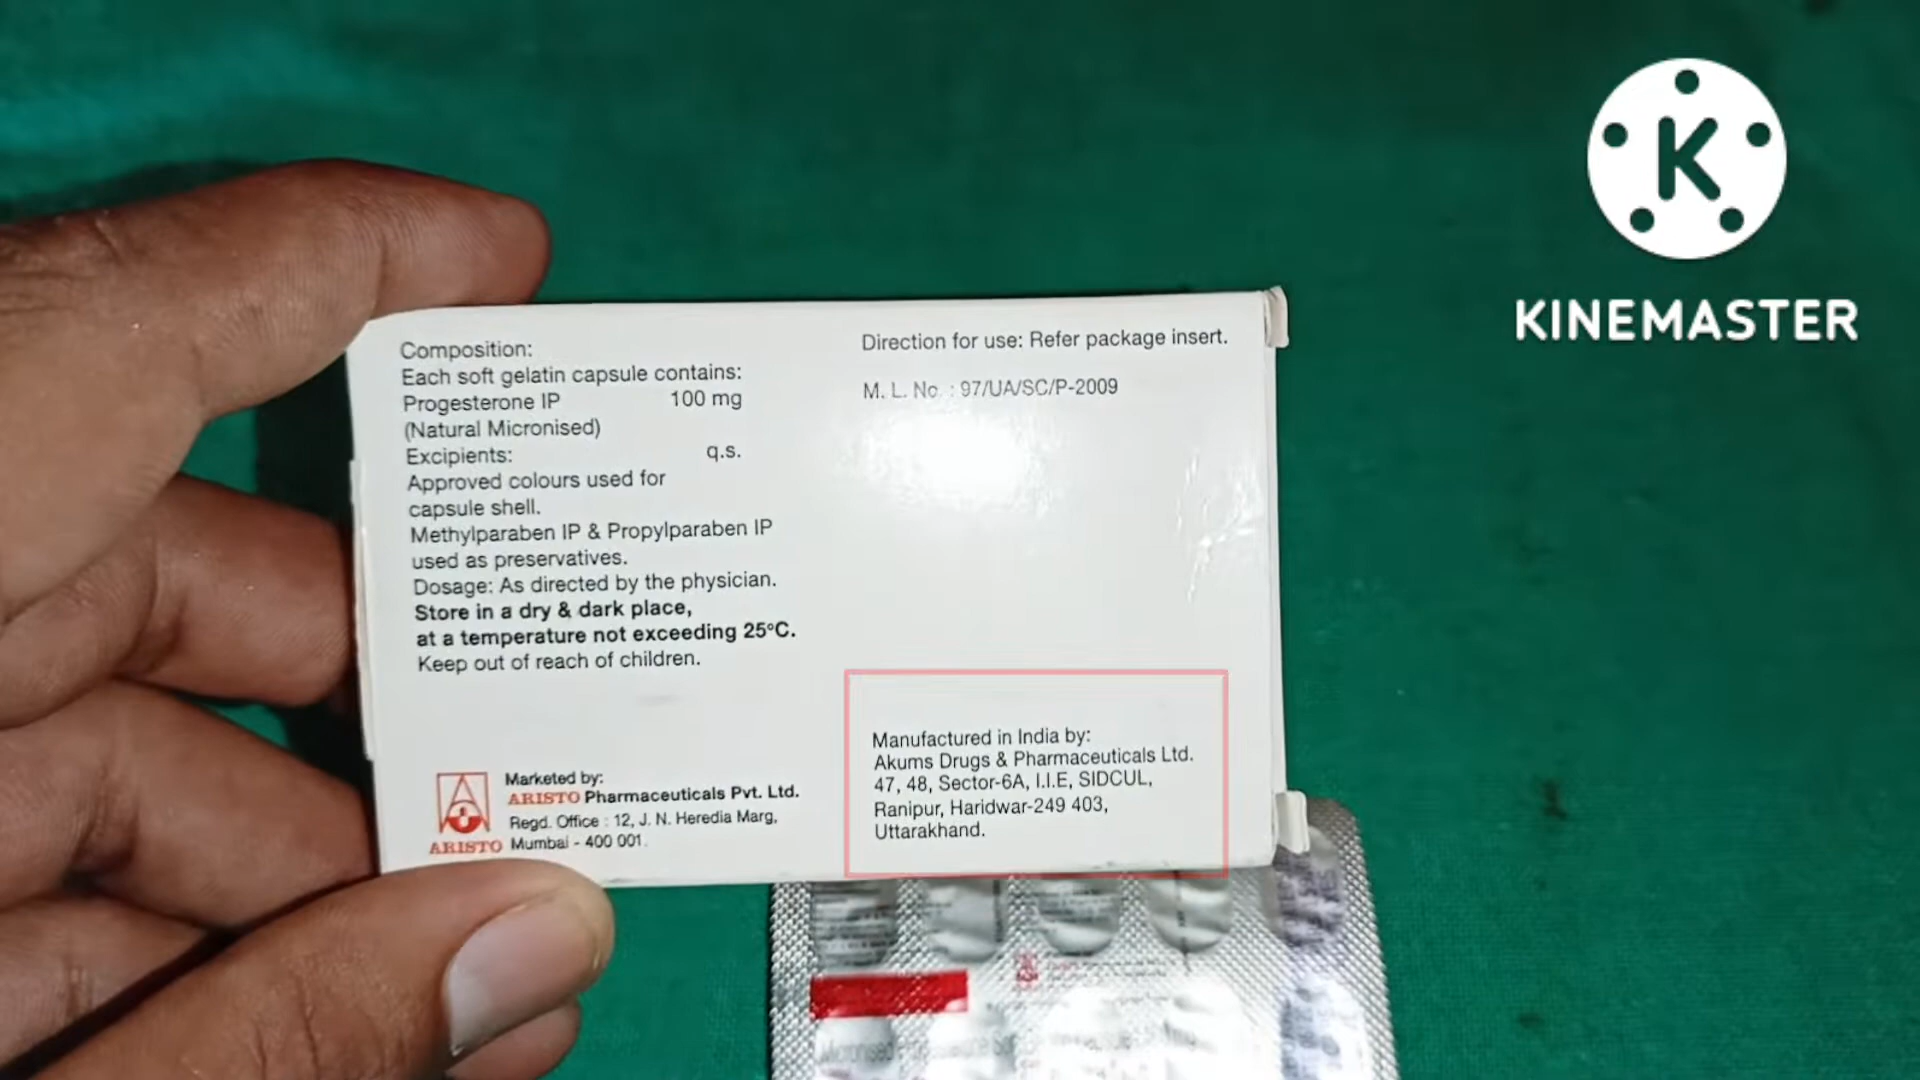 KINEMASTER
Composition:
Each soft gelatin capsule contains:
Progesterone IP 100 mg
(Natural Micronised)
Excipients: q.s.
Approved colours used for
capsule shell.
Methylparaben IP & Propylparaben IP
used as preservatives.
Dosage: As directed by the physician.
Store in a dry & dark place,
at a temperature not exceeding 25°C.
Keep out of reach of children.
Marketed by:
ARISTO Pharmaceuticals Pvt. Ltd.
Regd. Office : 12, J. N. Heredia Marg,
ARISTO Mumbai - 400 001.
Direction for use: Refer package insert.
M. L. No. : 97/UA/SC/P-2009
Manufactured in India by:
Akums Drugs & Pharmaceuticals Ltd.
47, 48, Sector-6A, I.I.E, SIDCUL,
Ranipur, Haridwar-249 403,
Uttarakhand.